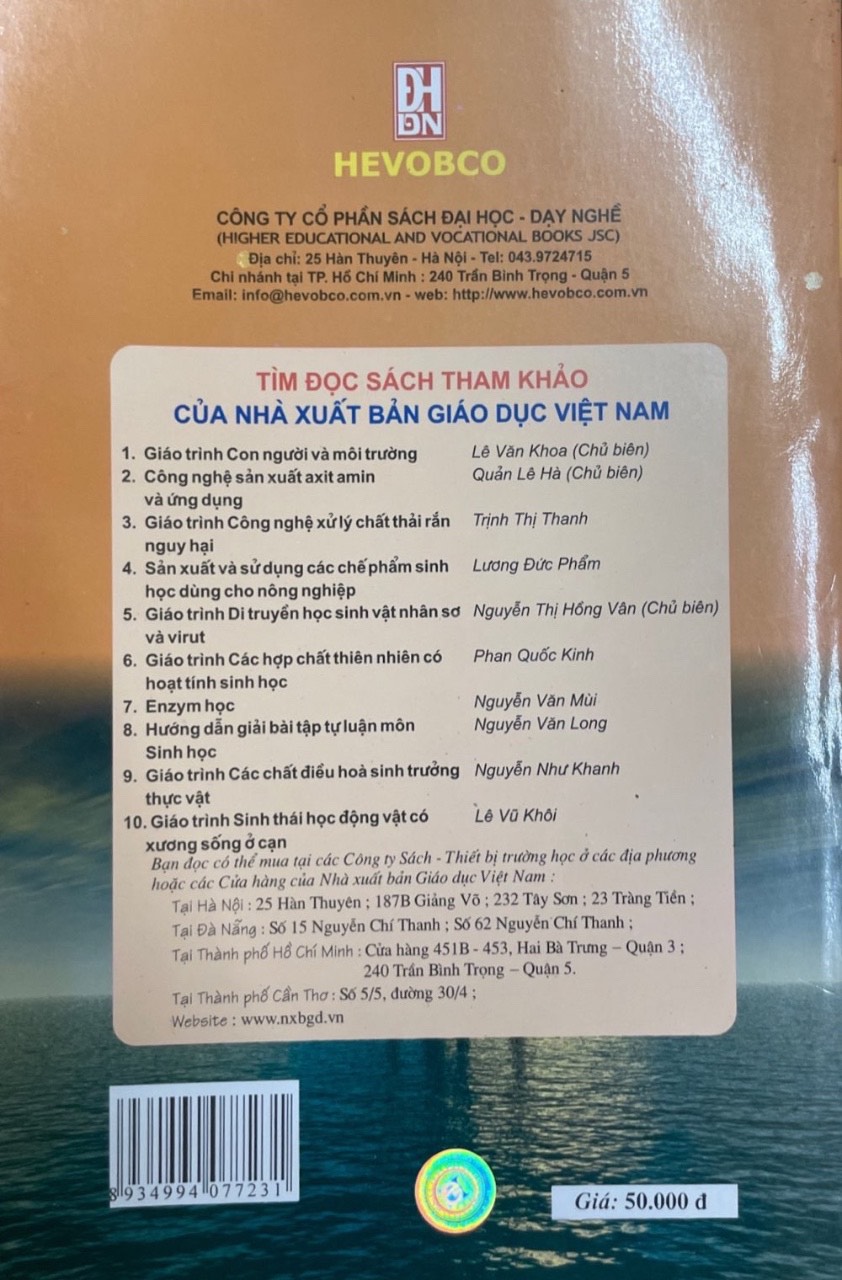 ĐH
DN
HEVOBCO
CÔNG TY CỔ PHẦN SÁCH ĐẠI HỌC - DẠY NGHỀ
(HIGHER EDUCATIONAL AND VOCATIONAL BOOKS JSC)
Địa chỉ: 25 Hàn Thuyên - Hà Nội - Tel: 043.9724715
Chi nhánh tại TP. Hồ Chí Minh : 240 Trần Bình Trọng - Quận 5
Email: info@hevobco.com.vn - web: http://www.hevobco.com.vn
TÌM ĐỌC SÁCH THAM KHẢO
CỦA NHÀ XUẤT BẢN GIÁO DỤC VIỆT NAM
1. Giáo trình Con người và môi trường Lê Văn Khoa (Chủ biên)
2. Công nghệ sản xuất axit amin Quản Lê Hà (Chủ biên)
và ứng dụng
3. Giáo trình Công nghệ xử lý chất thải rắn Trịnh Thị Thanh
nguy hại
4. Sản xuất và sử dụng các chế phẩm sinh Lương Đức Phẩm
học dùng cho nông nghiệp
5. Giáo trình Di truyền học sinh vật nhân sơ Nguyễn Thị Hồng Vân (Chủ biên)
và virut
6. Giáo trình Các hợp chất thiên nhiên có Phan Quốc Kinh
hoạt tính sinh học
7. Enzym học Nguyễn Văn Mùi
8. Hướng dẫn giải bài tập tự luận môn Nguyễn Văn Long
Sinh học
9. Giáo trình Các chất điều hoà sinh trưởng Nguyễn Như Khanh
thực vật
10. Giáo trình Sinh thái học động vật có Lê Vũ Khôi
xương sống ở cạn
Bạn đọc có thể mua tại các Công ty Sách - Thiết bị trường học ở các địa phương
hoặc các Cửa hàng của Nhà xuất bản Giáo dục Việt Nam :
Tại Hà Nội : 25 Hàn Thuyên ; 187B Giảng Võ ; 232 Tây Sơn ; 23 Tràng Tiền ;
Tại Đà Nẵng : Số 15 Nguyễn Chí Thanh ; Số 62 Nguyễn Chí Thanh ;
Tại Thành phố Hồ Chí Minh : Cửa hàng 451B - 453, Hai Bà Trưng – Quận 3 ;
240 Trần Bình Trọng – Quận 5.
Tại Thành phố Cần Thơ : Số 5/5, đường 30/4 ;
Website : www.nxbgd.vn
8 934994 077231
Giá: 50.000 đ